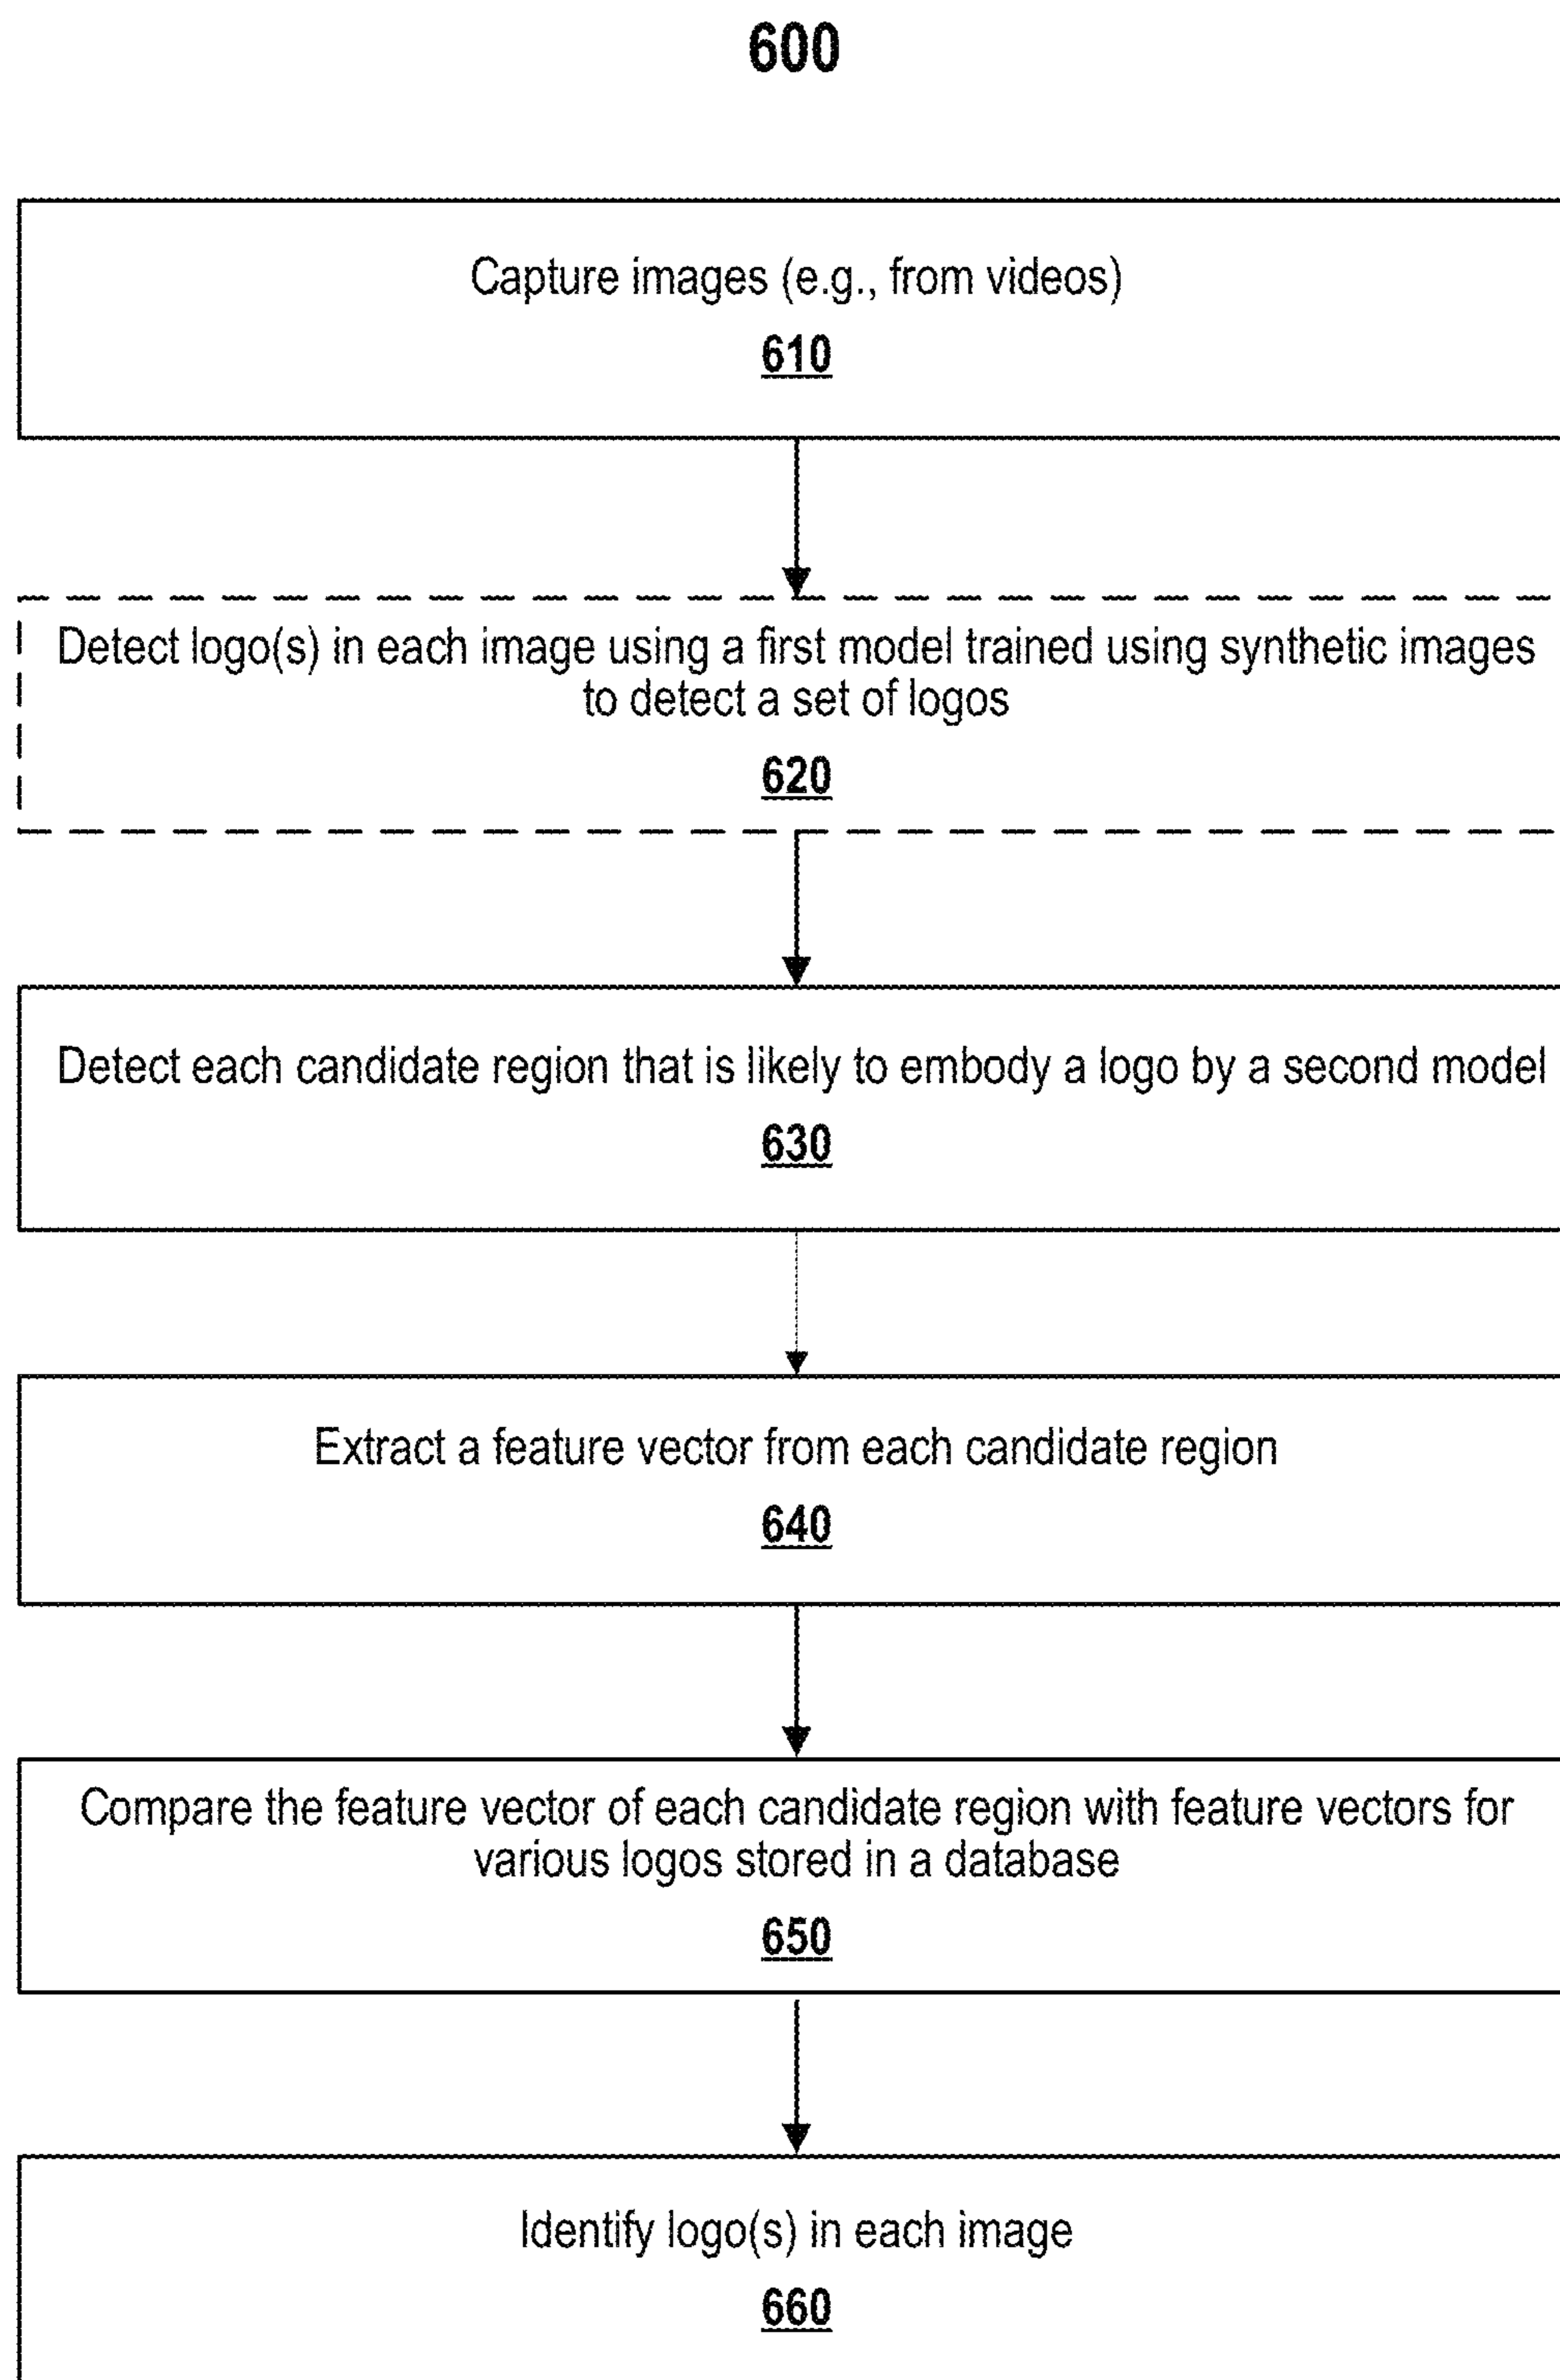 600
Capture images (e.g., from videos)
610
Detect logo(s) in each image using a first model trained using synthetic images
to detect a set of logos
620
Detect each candidate region that is likely to embody a logo by a second model
630
Extract a feature vector from each candidate region
640
Compare the feature vector of each candidate region with feature vectors for
various logos stored in a database
650
Identify logo(s) in each image
660